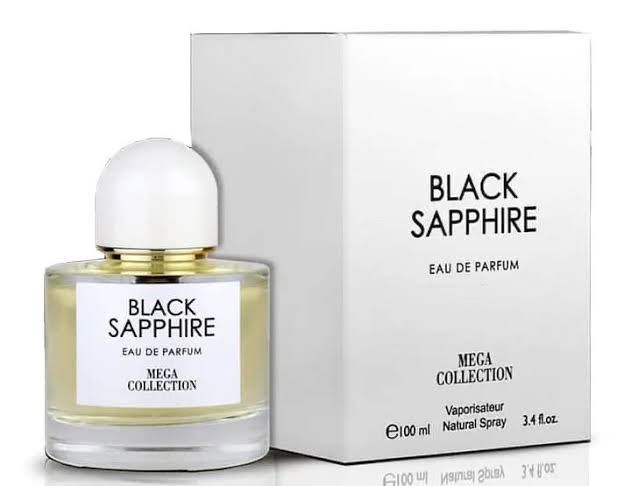 BLACK
SAPPHIRE
EAU DE PARFUM
MEGA
COLLECTION
BLACK
SAPPHIRE
EAU DE PARFUM
MEGA
COLLECTION
Vaporisateur
℮100 ml Natural Spray 3.4 fl.oz.